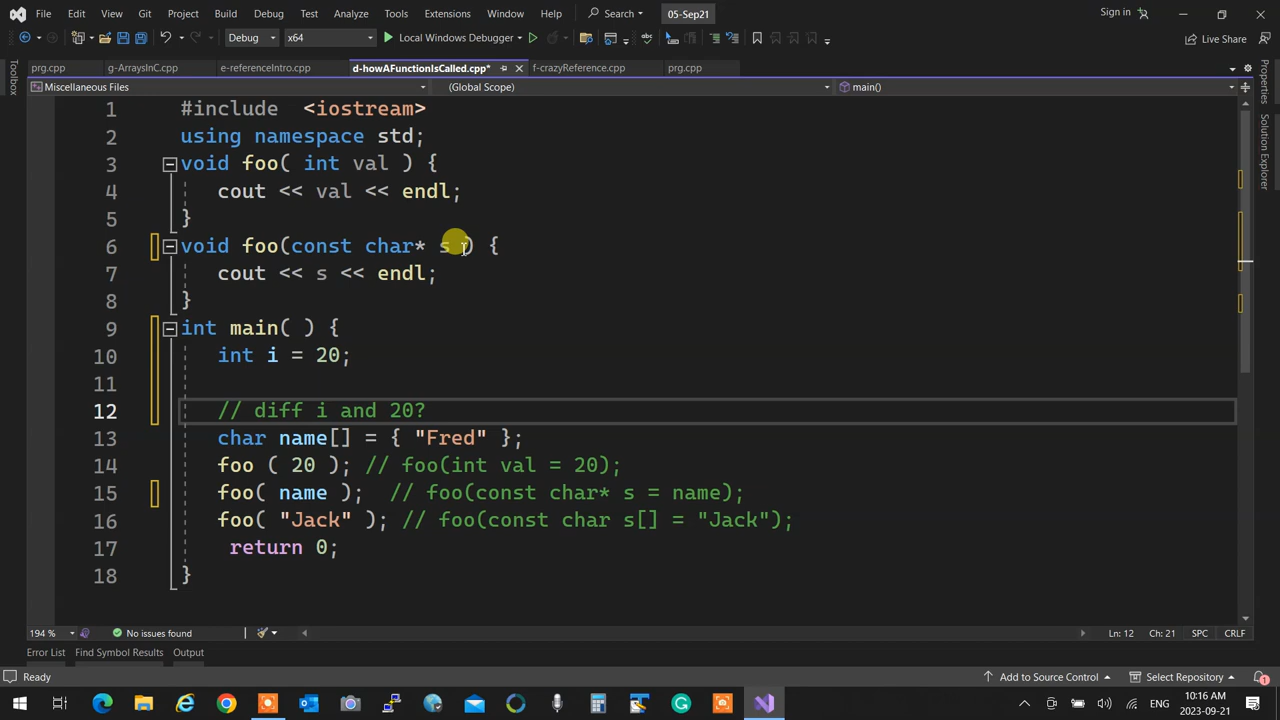 File Edit View Git Project Build Debug Test Analyze Tools Extensions Window Help Search 05-Sep21 Sign in
Debug x64 Local Windows Debugger Live Share
prg.cpp g-ArraysInC.cpp e-referenceIntro.cpp d-howAFunctionIsCalled.cpp* f-crazyReference.cpp prg.cpp
Toolbox
Miscellaneous Files (Global Scope) main()
Properties
Solution Explorer
1 #include <iostream>
2 using namespace std;
3 void foo( int val ) {
4 cout << val << endl;
5 }
6 void foo(const char* s ) {
7 cout << s << endl;
8 }
9 int main( ) {
10 int i = 20;
11
12 // diff i and 20?
13 char name[] = { "Fred" };
14 foo ( 20 ); // foo(int val = 20);
15 foo( name ); // foo(const char* s = name);
16 foo( "Jack" ); // foo(const char s[] = "Jack");
17 return 0;
18 }
194 % No issues found Ln: 12 Ch: 21 SPC CRLF
Error List Find Symbol Results Output
Ready Add to Source Control Select Repository 1
ENG 10:16 AM 2023-09-21